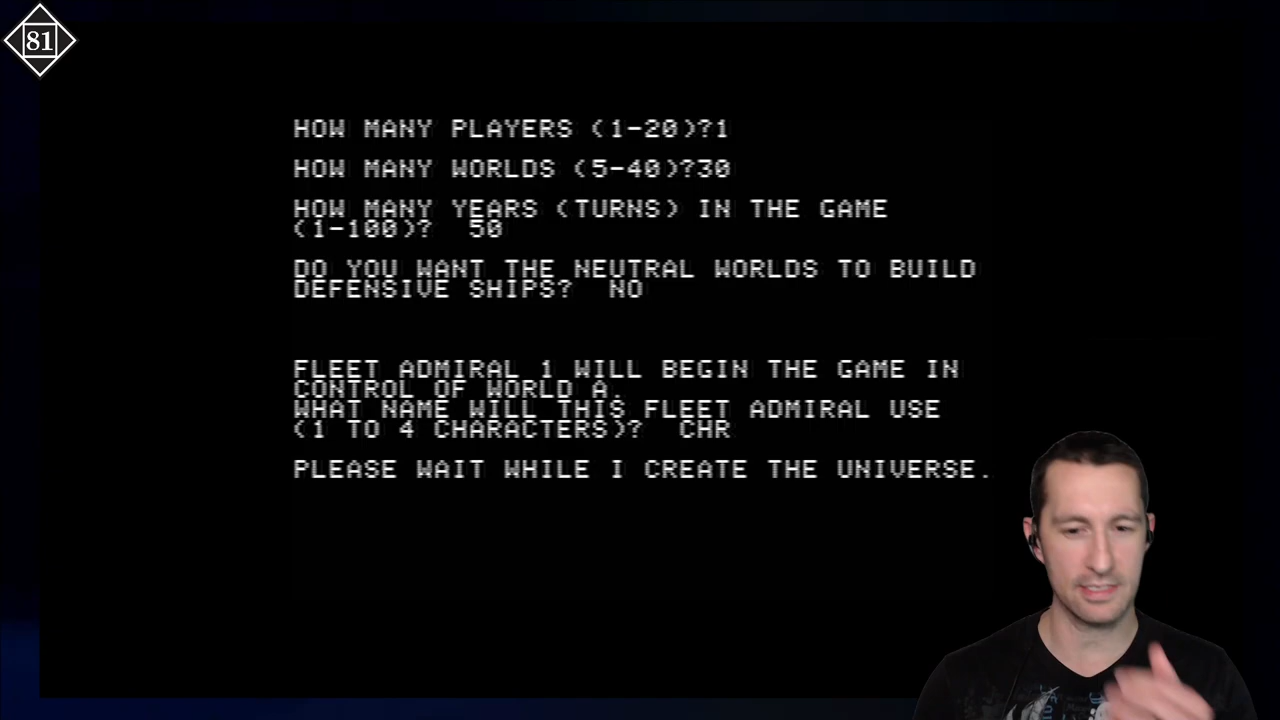 81
HOW MANY PLAYERS (1-20)?1
HOW MANY WORLDS (5-40)?30
HOW MANY YEARS (TURNS) IN THE GAME
(1-100)?  50
DO YOU WANT THE NEUTRAL WORLDS TO BUILD
DEFENSIVE SHIPS?  NO
FLEET ADMIRAL 1 WILL BEGIN THE GAME IN
CONTROL OF WORLD A.
WHAT NAME WILL THIS FLEET ADMIRAL USE
(1 TO 4 CHARACTERS)?  CHR
PLEASE WAIT WHILE I CREATE THE UNIVERSE.